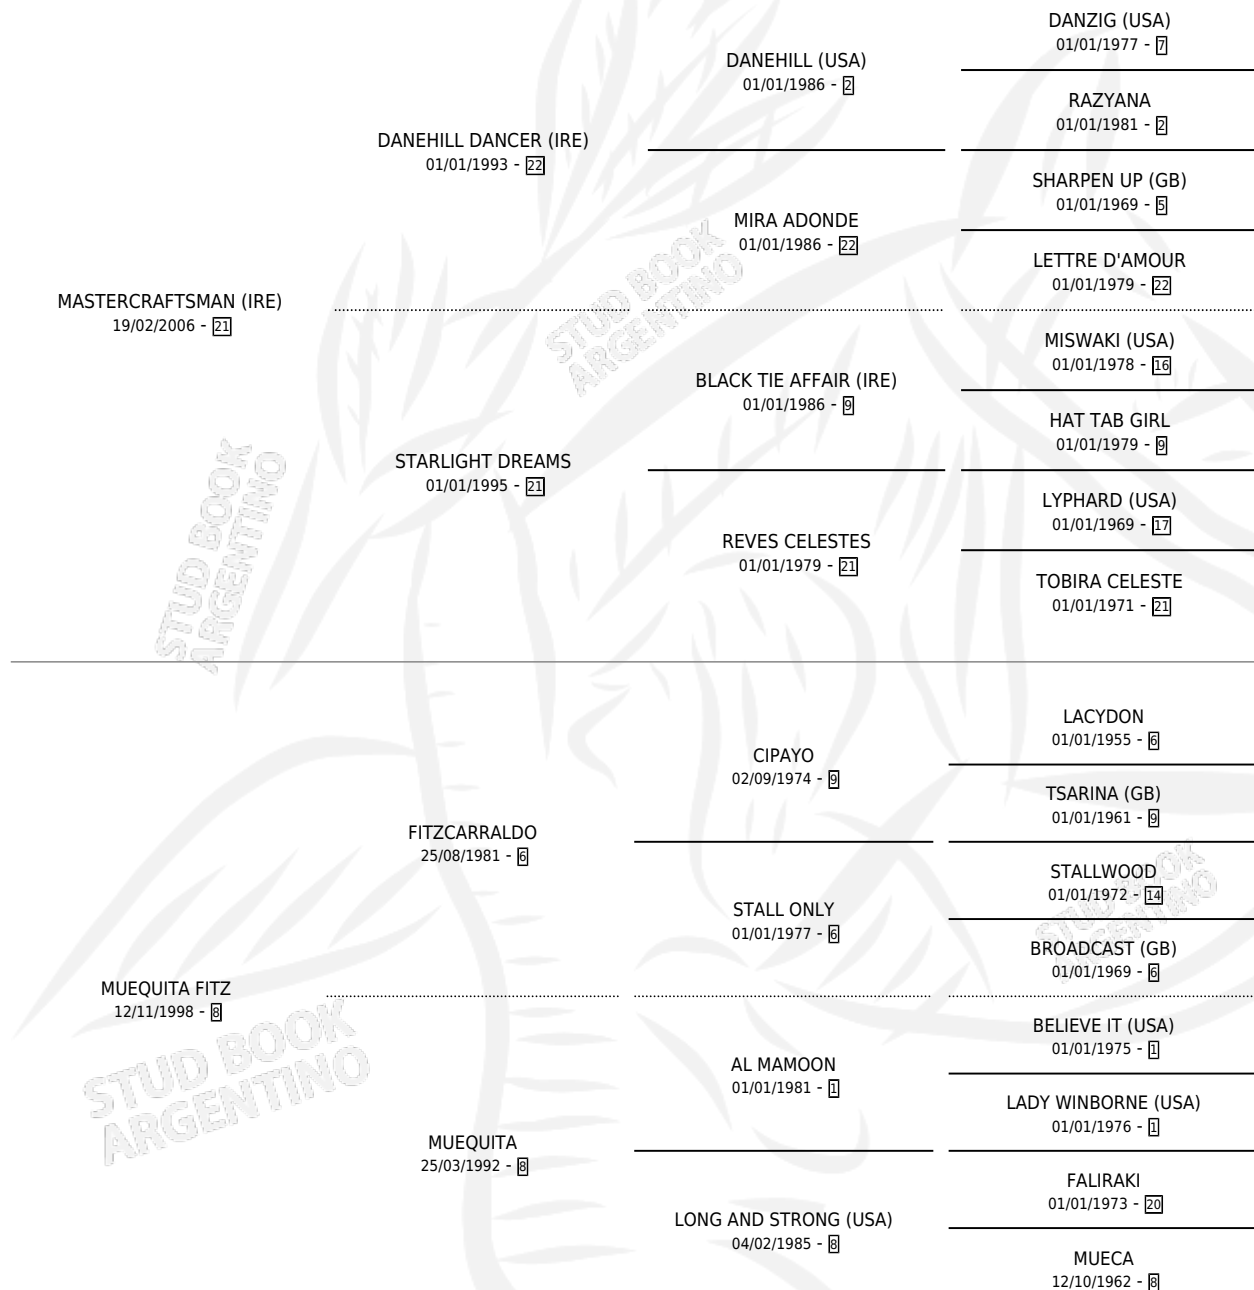 DANZIG (USA)
01/01/1977 - 7
DANEHILL (USA)
01/01/1986 - 2
RAZYANA
01/01/1981 - 2
DANEHILL DANCER (IRE)
01/01/1993 - 22
SHARPEN UP (GB)
01/01/1969 - 5
MIRA ADONDE
01/01/1986 - 22
LETTRE D'AMOUR
01/01/1979 - 22
MASTERCRAFTSMAN (IRE)
19/02/2006 - 21
MISWAKI (USA)
01/01/1978 - 16
BLACK TIE AFFAIR (IRE)
01/01/1986 - 9
HAT TAB GIRL
01/01/1979 - 9
STARLIGHT DREAMS
01/01/1995 - 21
LYPHARD (USA)
01/01/1969 - 17
REVES CELESTES
01/01/1979 - 21
TOBIRA CELESTE
01/01/1971 - 21
STUD BOOK
ARGENTINO
STUD BOOK
ARGENTINO
LACYDON
01/01/1955 - 6
CIPAYO
02/09/1974 - 9
TSARINA (GB)
01/01/1961 - 9
FITZCARRALDO
25/08/1981 - 6
STALLWOOD
01/01/1972 - 14
STALL ONLY
01/01/1977 - 6
BROADCAST (GB)
01/01/1969 - 6
STUD BOOK
ARGENTINO
MUEQUITA FITZ
12/11/1998 - 8
BELIEVE IT (USA)
01/01/1975 - 1
AL MAMOON
01/01/1981 - 1
LADY WINBORNE (USA)
01/01/1976 - 1
MUEQUITA
25/03/1992 - 8
FALIRAKI
01/01/1973 - 20
LONG AND STRONG (USA)
04/02/1985 - 8
MUECA
12/10/1962 - 8
STUD BOOK
ARGENTINO